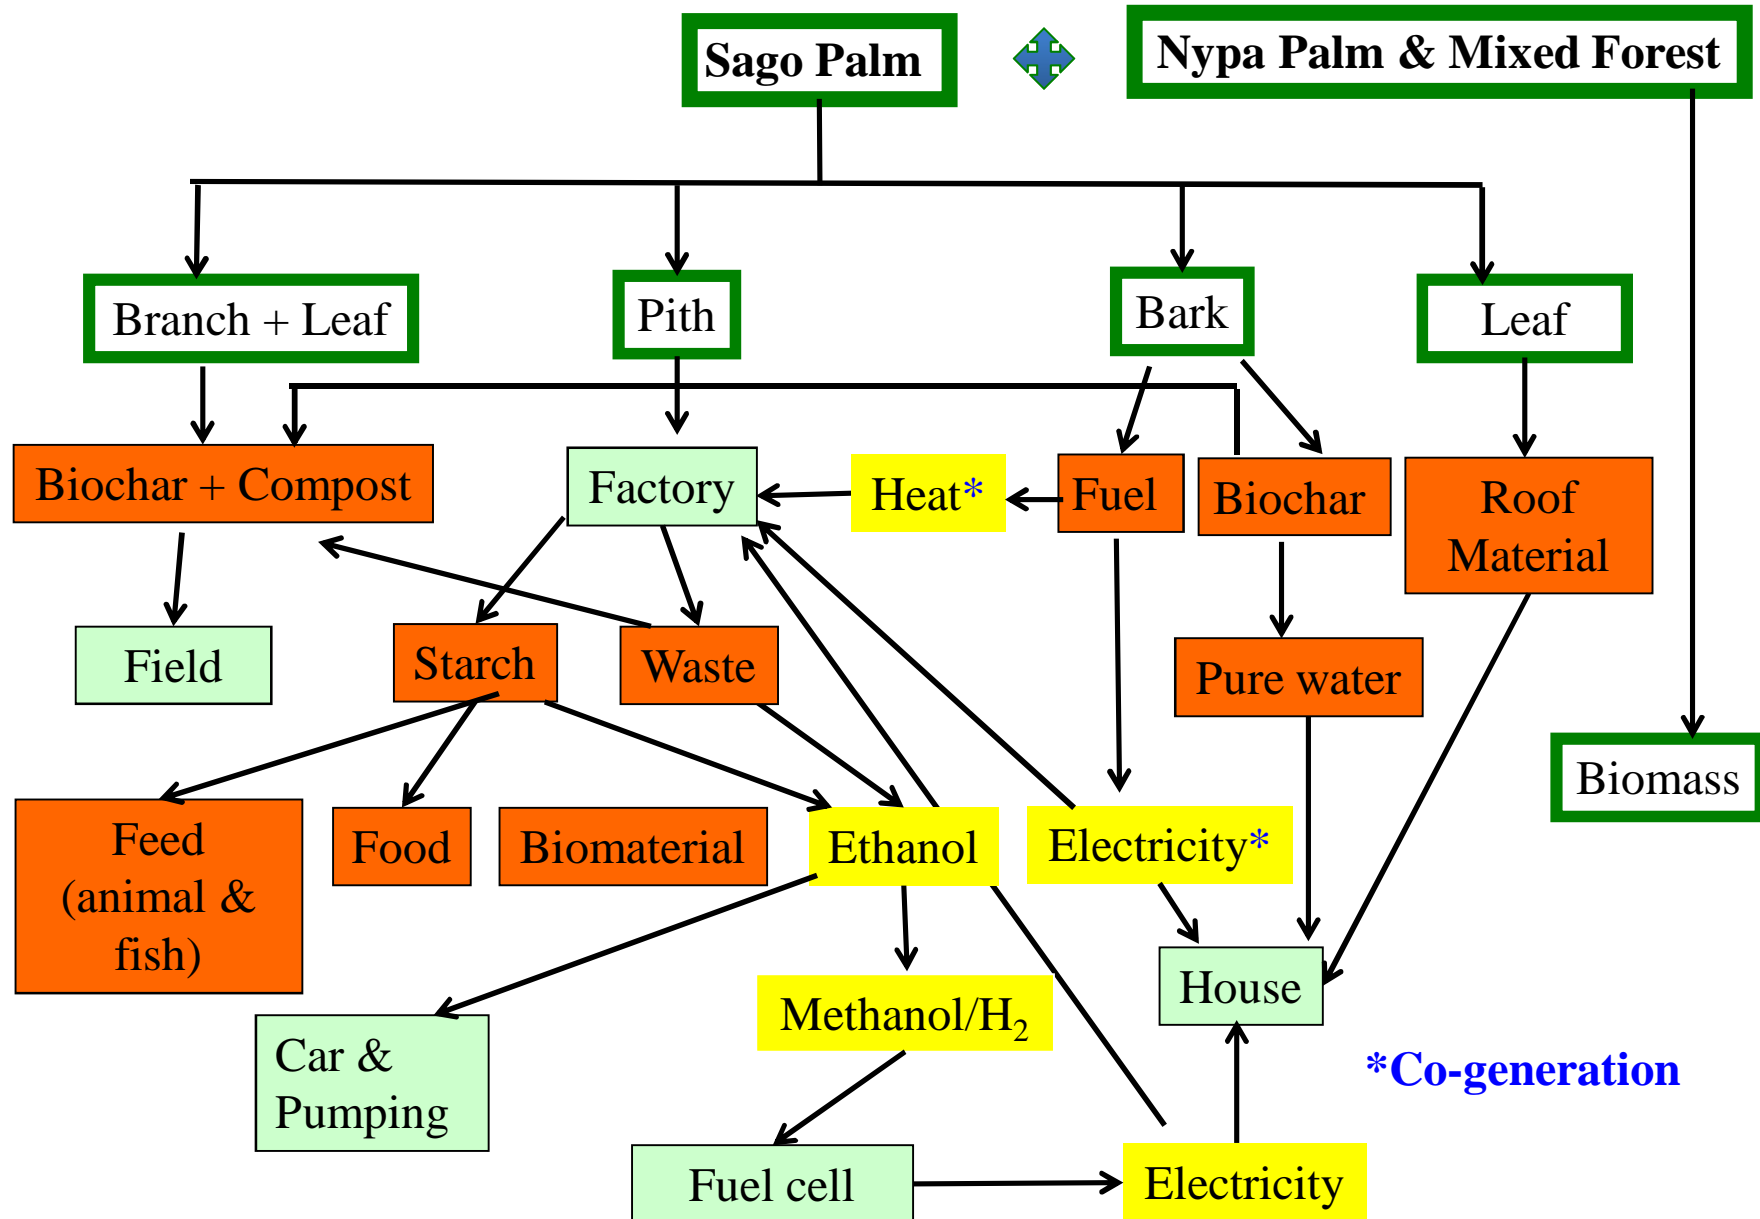 Sago Palm
Nypa Palm & Mixed Forest
Branch + Leaf
Pith
Bark
Leaf
Biochar + Compost
Factory
Heat*
Fuel
Biochar
Roof
Material
Field
Starch
Waste
Pure water
Biomass
Feed
(animal &
fish)
Food
Biomaterial
Ethanol
Electricity*
House
Methanol/H₂
Car &
Pumping
*Co-generation
Fuel cell
Electricity